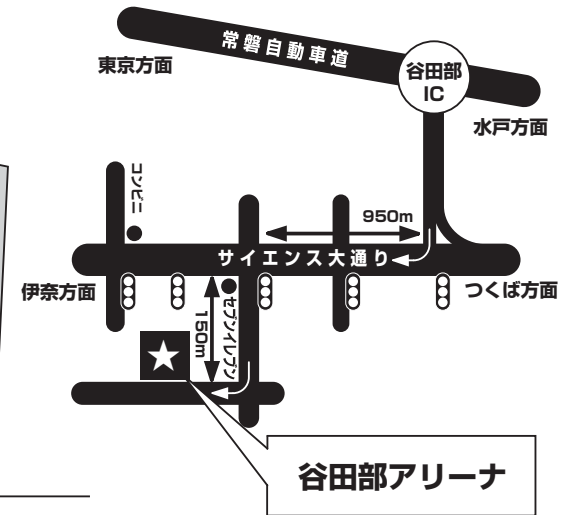 常磐自動車道
東京方面
谷田部
IC
水戸方面
コンビニ
950m
サイエンス大通り
伊奈方面
つくば方面
150m
セブンイレブン
谷田部アリーナ